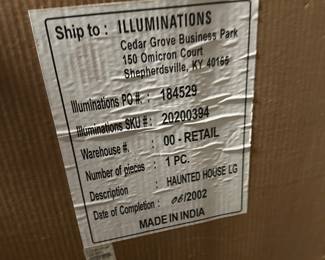 Ship to : ILLUMINATIONS
Cedar Grove Business Park
150 Omicron Court
Shepherdsville, KY 40165
Illuminations PO #. : 184529
Illuminations SKU # : 20200394
Warehouse #. : 00 - RETAIL
Number of pieces : 1 PC.
Description : HAUNTED HOUSE LG
Date of Completion : 06/2002
MADE IN INDIA